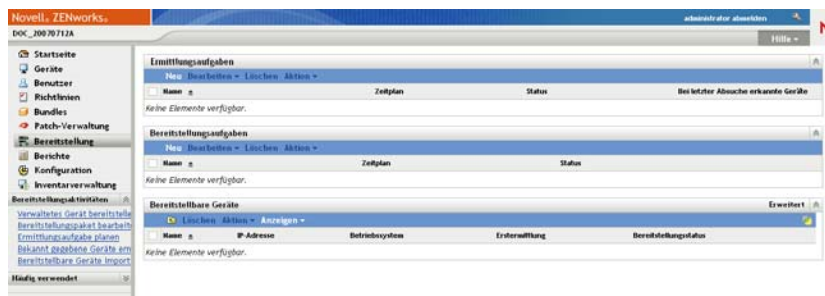 Novell® ZENworks®
administrator abmelden
DOC_20070712A
Hilfe
Startseite
Geräte
Benutzer
Richtlinien
Bundles
Patch-Verwaltung
Bereitstellung
Berichte
Konfiguration
Inventarverwaltung
Bereitstellungsaktivitäten
Verwaltetes Gerät bereitstelle
Bereitstellungspaket bearbeite
Ermittlungsaufgabe planen
Bekannt gegebene Geräte erm
Bereitstellbare Geräte import
Häufig verwendet
Ermittlungsaufgaben
Neu Bearbeiten Löschen Aktion
Name Zeitplan Status Bei letzter Absuche erkannte Geräte
Keine Elemente verfügbar.
Bereitstellungsaufgaben
Neu Bearbeiten Löschen Aktion
Name Zeitplan Status
Keine Elemente verfügbar.
Bereitstellbare Geräte Erweitert
Löschen Aktion Anzeigen
Name IP-Adresse Betriebssystem Ersterermittlung Bereitstellungsstatus
Keine Elemente verfügbar.